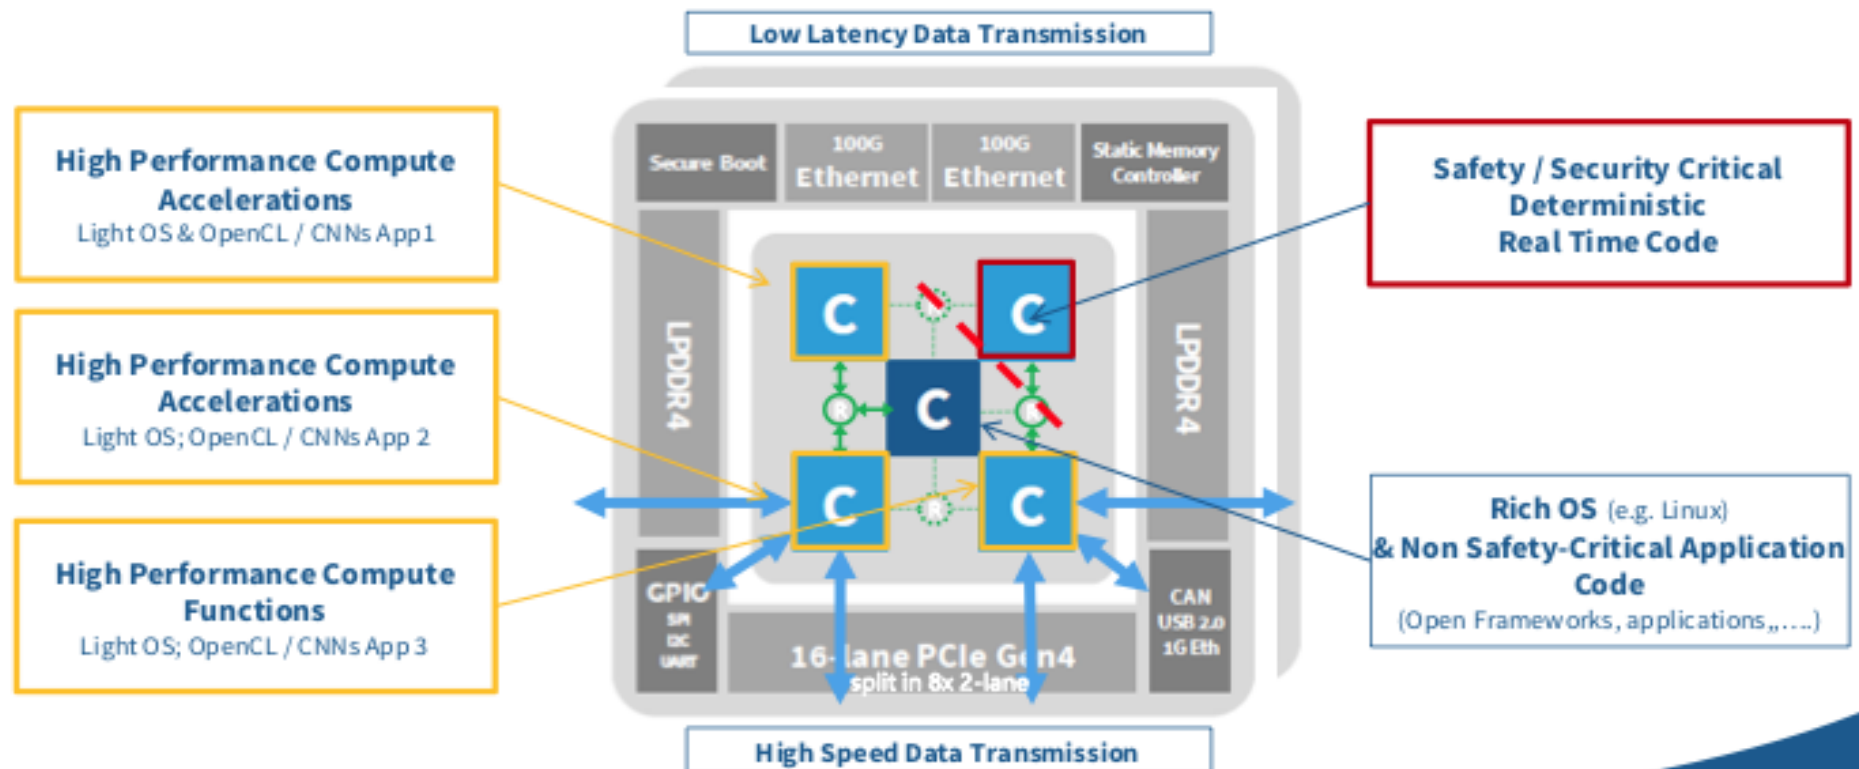 Low Latency Data Transmission
High Performance Compute
Accelerations
Light OS & OpenCL / CNNs App1
High Performance Compute
Accelerations
Light OS; OpenCL / CNNs App 2
High Performance Compute
Functions
Light OS; OpenCL / CNNs App 3
Secure Boot
100G
Ethernet
100G
Ethernet
Static Memory
Controller
LPDDR4
LPDDR4
C
C
C
C
C
R
R
R
GPIO
SPI
I2C
UART
16-lane PCIe Gen4
split in 8x 2-lane
CAN
USB 2.0
1G Eth
Safety / Security Critical
Deterministic
Real Time Code
Rich OS (e.g. Linux)
& Non Safety-Critical Application
Code
(Open Frameworks, applications,,....)
High Speed Data Transmission